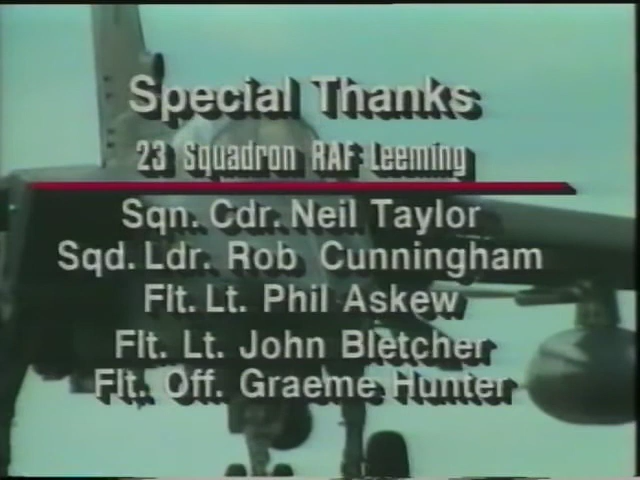 Special Thanks
23 Squadron RAF Leeming
Sqn. Cdr. Neil Taylor
Sqd. Ldr. Rob Cunningham
Flt. Lt. Phil Askew
Flt. Lt. John Bletcher
Flt. Off. Graeme Hunter